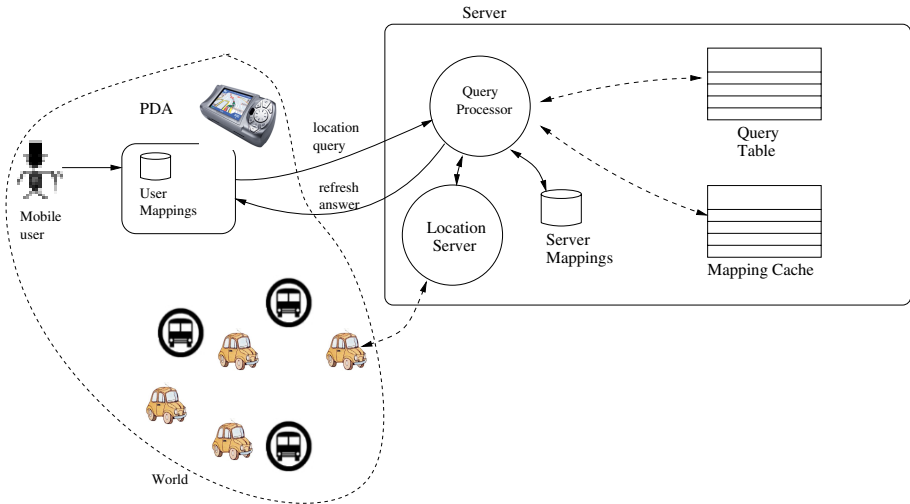 Server
PDA
Mobile
user
User
Mappings
location
query
refresh
answer
Query
Processor
Location
Server
Server
Mappings
Query
Table
Mapping Cache
World